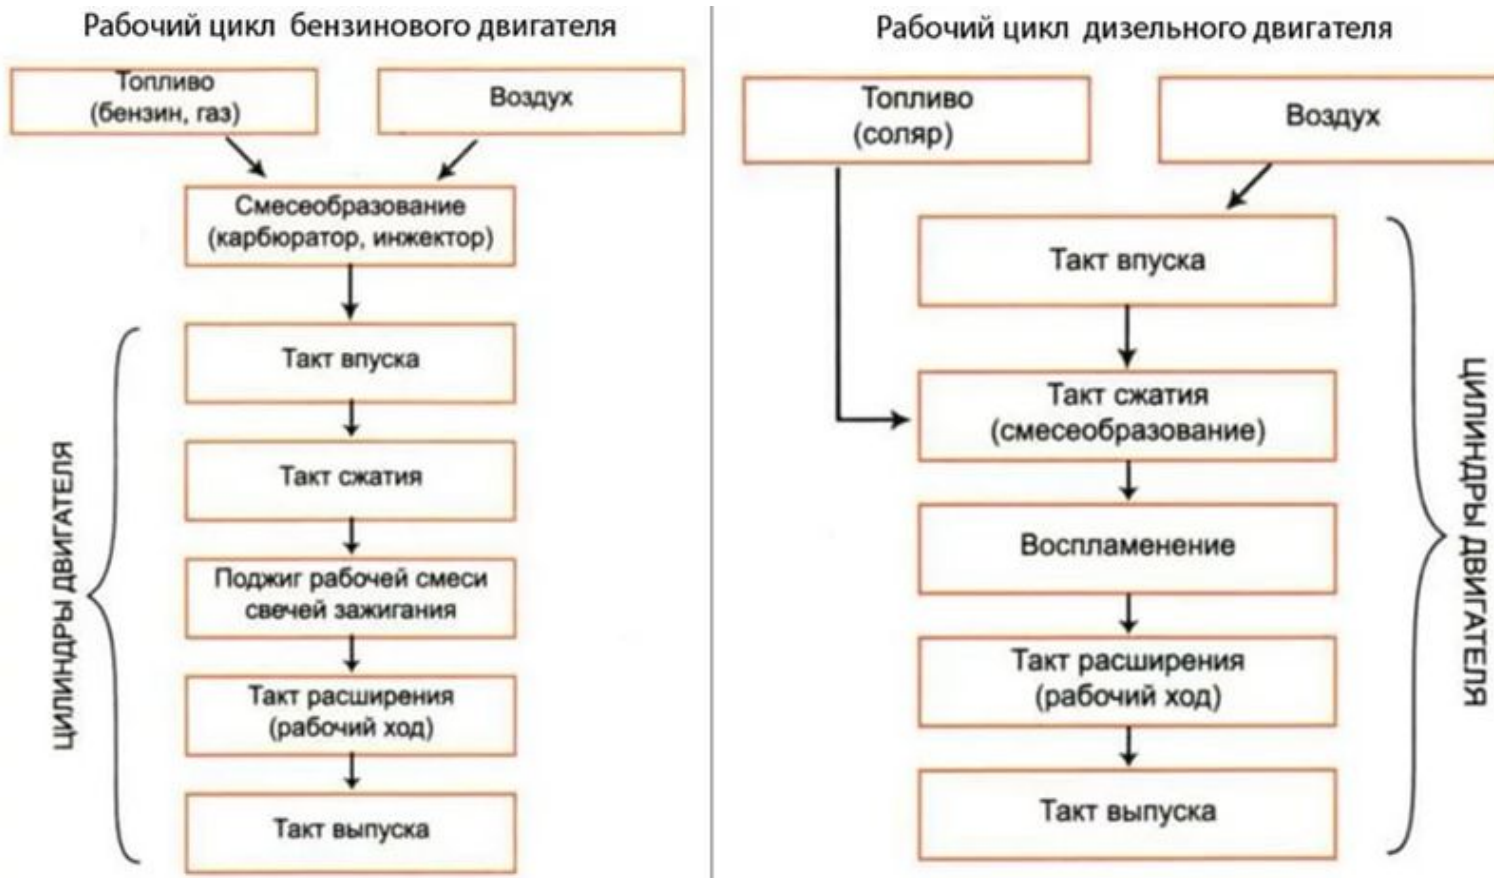 Рабочий цикл бензинового двигателя
Топливо
(бензин, газ)
Воздух
Смесеобразование
(карбюратор, инжектор)
Такт впуска
Такт сжатия
Поджиг рабочей смеси
свечей зажигания
Такт расширения
(рабочий ход)
Такт выпуска
ЦИЛИНДРЫ ДВИГАТЕЛЯ
Рабочий цикл дизельного двигателя
Топливо
(соляр)
Воздух
Такт впуска
Такт сжатия
(смесеобразование)
Воспламенение
Такт расширения
(рабочий ход)
Такт выпуска
ЦИЛИНДРЫ ДВИГАТЕЛЯ